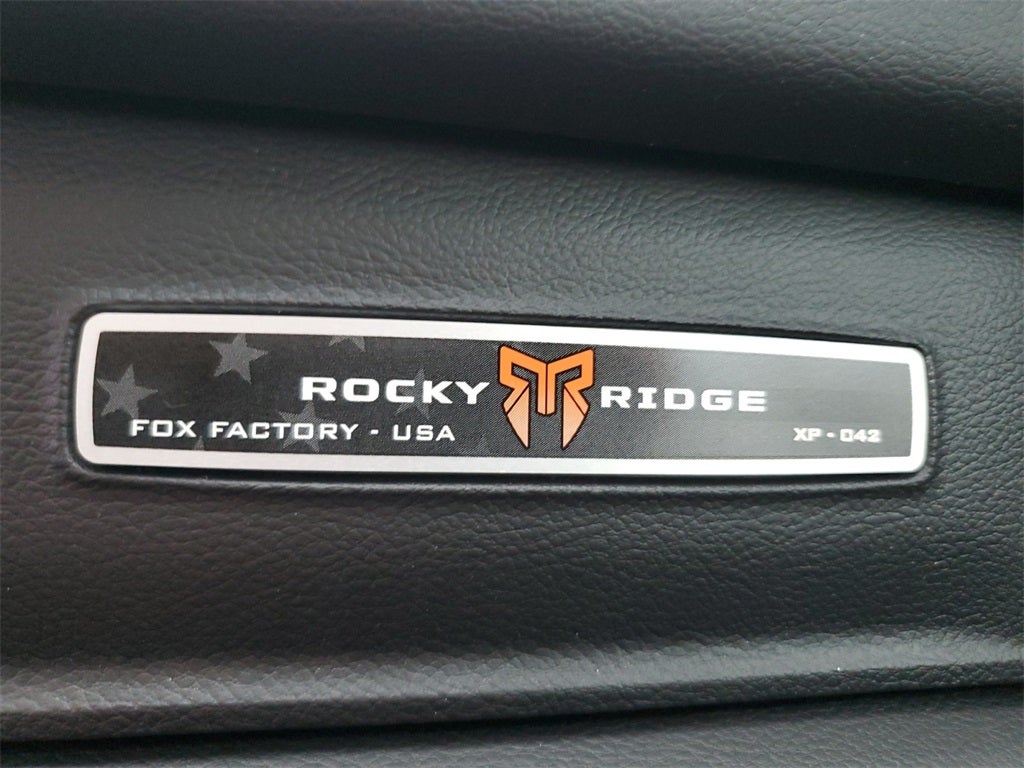 ROCKY RIDGE
FOX FACTORY - USA
XP - 042